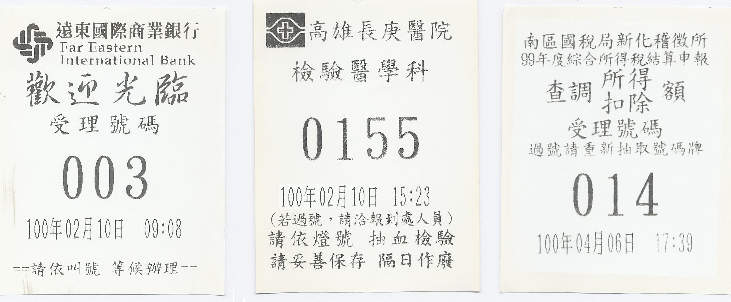 遠東國際商業銀行
Far Eastern
International Bank
歡迎光臨
受理號碼
003
100年02月10日 09:08
==請依叫號 等候辦理==
高雄長庚醫院
檢驗醫學科
0155
100年02月10日 15:23
(若過號，請洽報到處人員)
請依燈號 抽血檢驗
請妥善保存 隔日作廢
南區國稅局新化稽徵所
99年度綜合所得稅結算申報
查調所得扣除額
受理號碼
過號請重新抽取號碼牌
014
100年04月06日 17:39